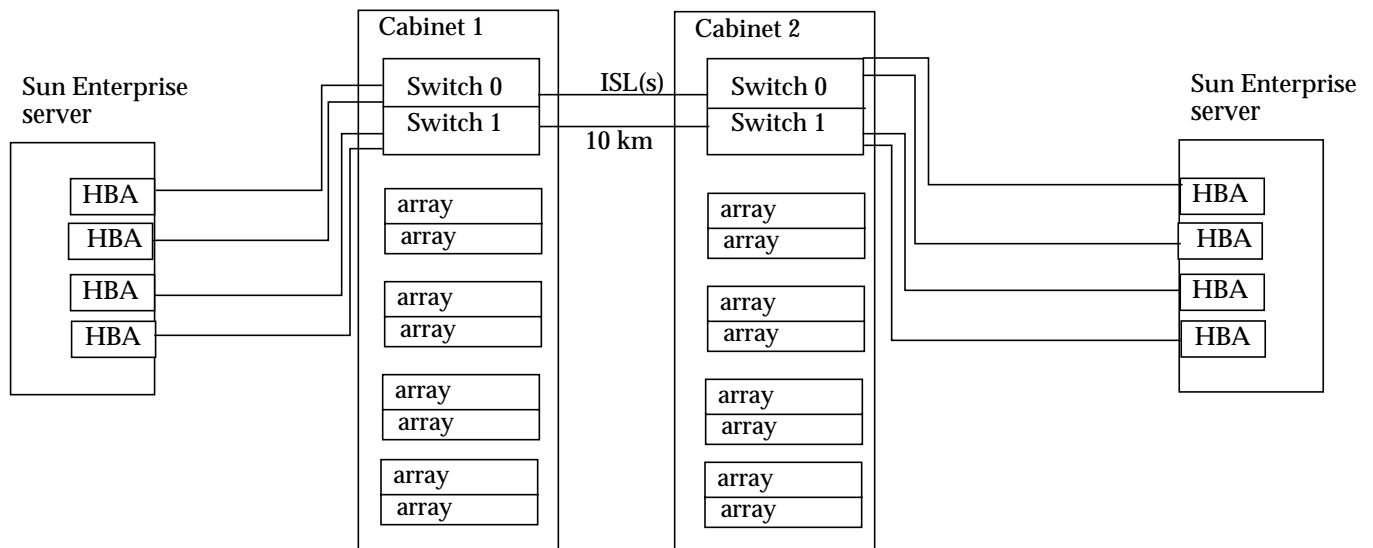 Sun Enterprise
server
HBA
HBA
HBA
HBA
Cabinet 1
Switch 0
Switch 1
array
array
array
array
array
array
array
array
ISL(s)
10 km
Cabinet 2
Switch 0
Switch 1
array
array
array
array
array
array
array
array
Sun Enterprise
server
HBA
HBA
HBA
HBA